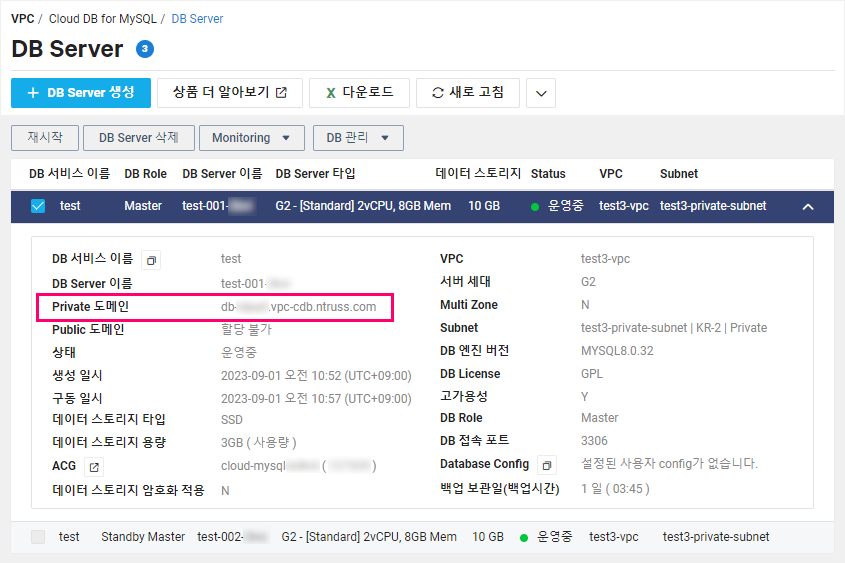 VPC / Cloud DB for MySQL / DB Server
DB Server 3
+ DB Server 생성 상품 더 알아보기 X 다운로드 새로 고침
재시작 DB Server 삭제 Monitoring DB 관리
DB 서비스 이름 DB Role DB Server 이름 DB Server 타입 데이터 스토리지 Status VPC Subnet
test Master test-001- G2 - [Standard] 2vCPU, 8GB Mem 10 GB 운영중 test3-vpc test3-private-subnet
DB 서비스 이름 test
DB Server 이름 test-001-
Private 도메인 db- .vpc-cdb.ntruss.com
Public 도메인 할당 불가
상태 운영중
생성 일시 2023-09-01 오전 10:52 (UTC+09:00)
구동 일시 2023-09-01 오전 10:57 (UTC+09:00)
데이터 스토리지 타입 SSD
데이터 스토리지 용량 3GB ( 사용량 )
ACG cloud-mysql ( )
데이터 스토리지 암호화 적용 N
VPC test3-vpc
서버 세대 G2
Multi Zone N
Subnet test3-private-subnet | KR-2 | Private
DB 엔진 버전 MYSQL8.0.32
DB License GPL
고가용성 Y
DB Role Master
DB 접속 포트 3306
Database Config 설정된 사용자 config가 없습니다.
백업 보관일(백업시간) 1 일 ( 03:45 )
test Standby Master test-002- G2 - [Standard] 2vCPU, 8GB Mem 10 GB 운영중 test3-vpc test3-private-subnet